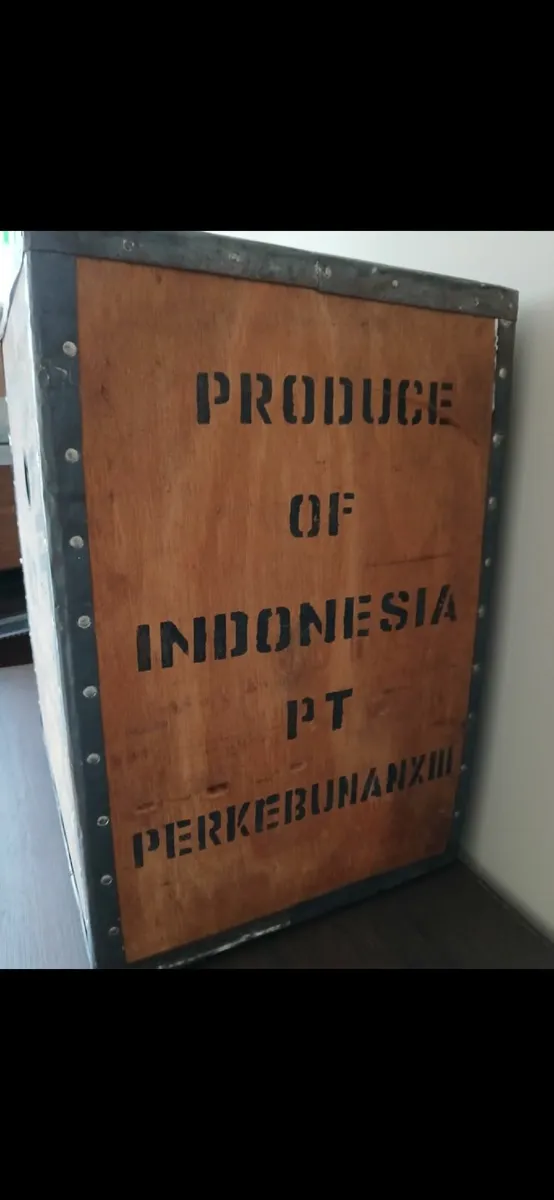 PRODUCE
OF
INDONESIA
PT
PERKEBUNANXIII